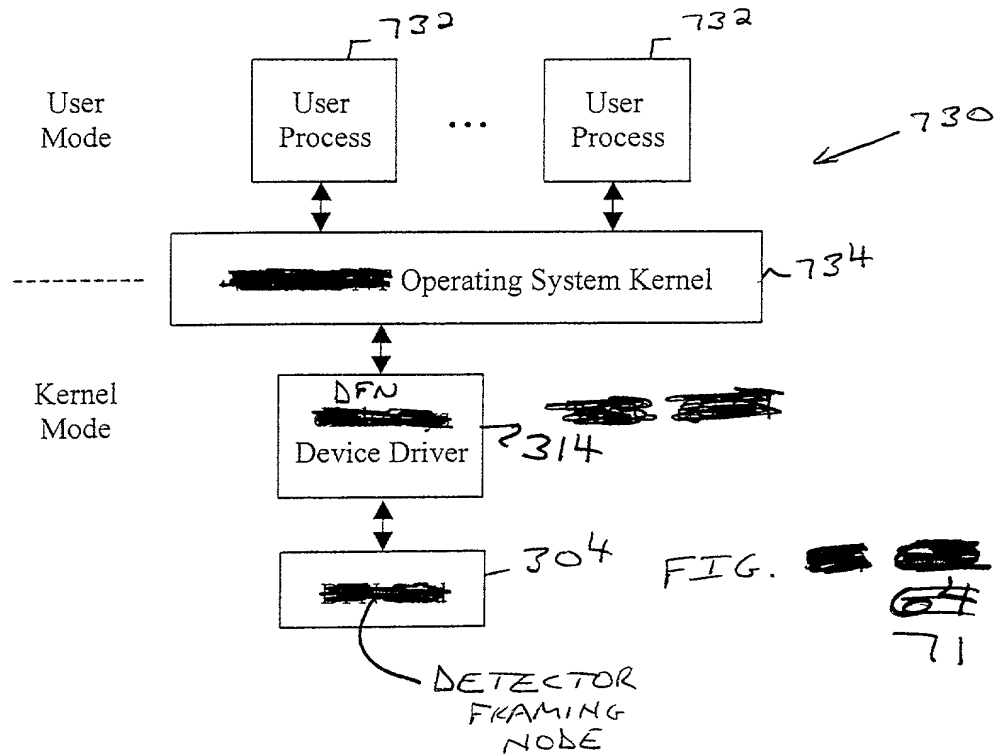 732
732
User
Mode
User
Process
...
User
Process
730
Operating System Kernel
734
Kernel
Mode
DFN
Device Driver
314
304
FIG.
64
71
DETECTOR
FRAMING
NODE